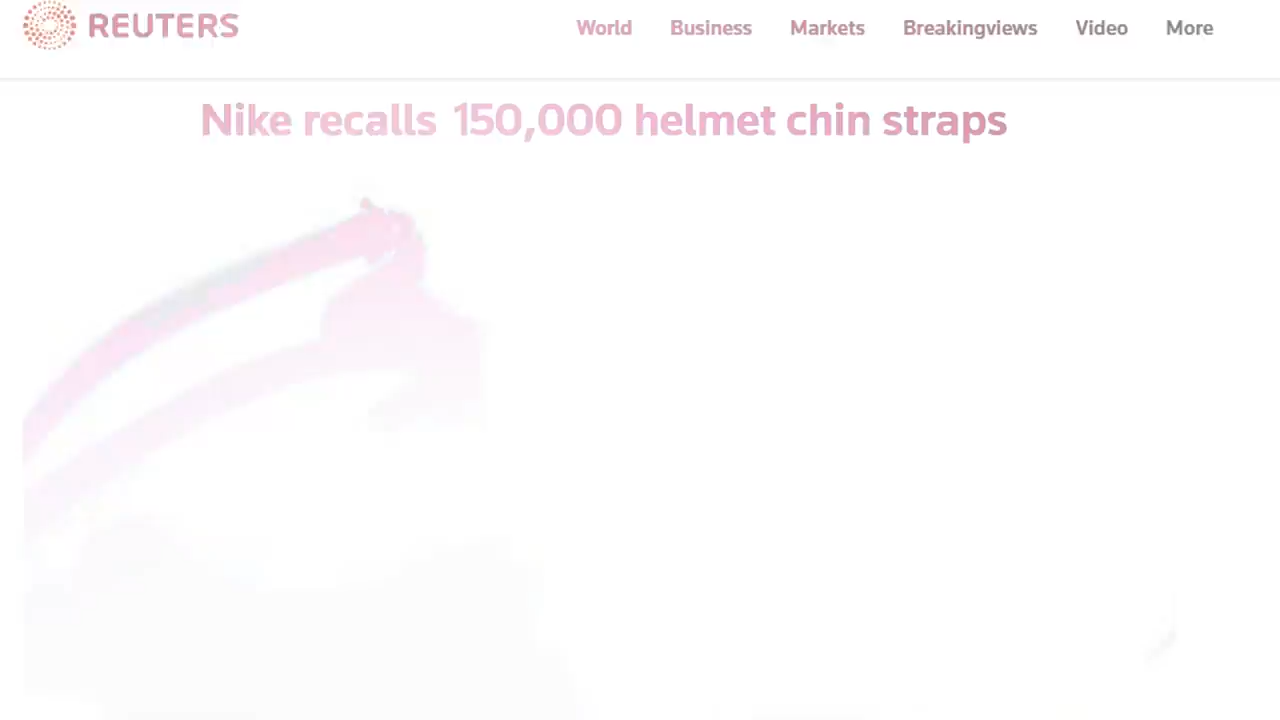 REUTERS World Business Markets Breakingviews Video More
Nike recalls 150,000 helmet chin straps